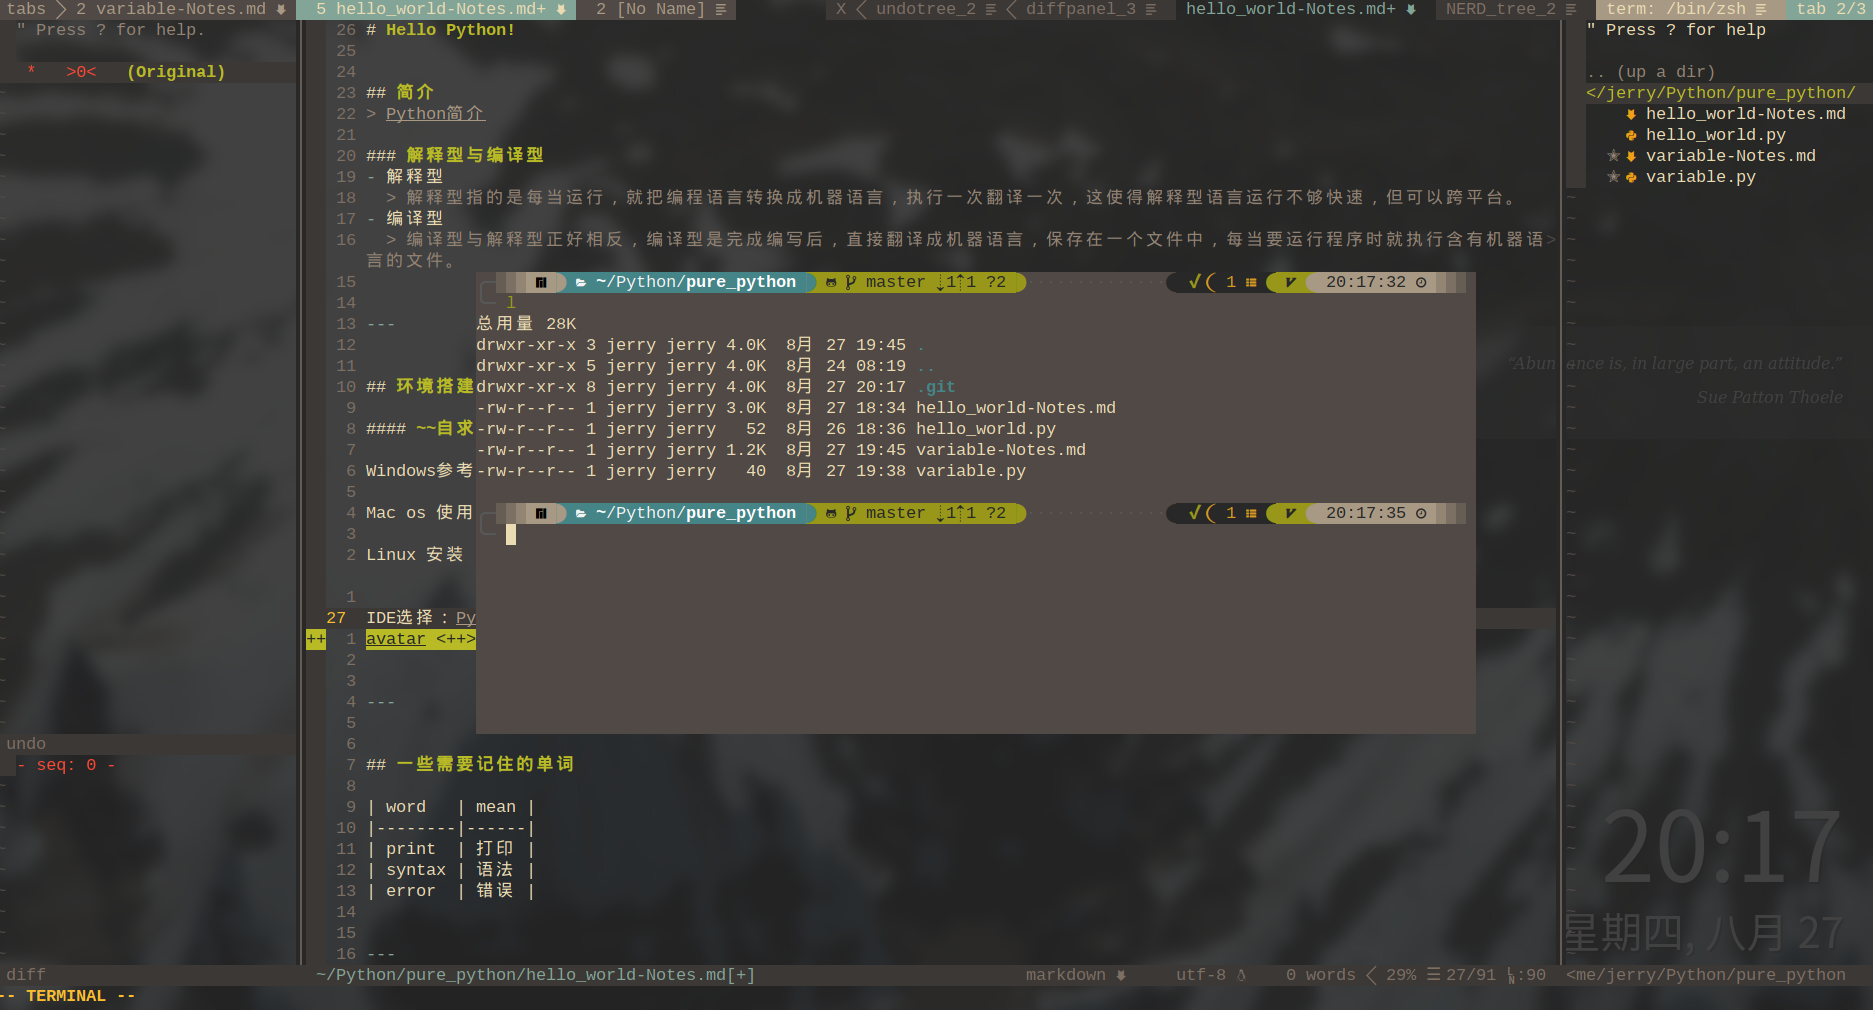 tabs 2 variable-Notes.md 5 hello_world-Notes.md+ 2 [No Name] X undotree_2 diffpanel_3 hello_world-Notes.md+ NERD_tree_2 term: /bin/zsh tab 2/3
" Press ? for help.
* >0< (Original)
undo
- seq: 0 -
diff
26 # Hello Python!
25
24
23 ## 简介
22 > Python简介
21
20 ### 解释型与编译型
19 - 解释型
18 > 解释型指的是每当运行，就把编程语言转换成机器语言，执行一次翻译一次，这使得解释型语言运行不够快速，但可以跨平台。
17 - 编译型
16 > 编译型与解释型正好相反，编译型是完成编写后，直接翻译成机器语言，保存在一个文件中，每当要运行程序时就执行含有机器语>
言的文件。
15
14
13 ---
12
11
10 ## 环境搭建
9
8 #### ~~自求
7
6 Windows参考
5
4 Mac os 使用
3
2 Linux 安装
1
27 IDE选择：Py
++ 1 avatar <++>
2
3
4 ---
5
6
7 ## 一些需要记住的单词
8
9 | word | mean |
10 |--------|------|
11 | print | 打印 |
12 | syntax | 语法 |
13 | error | 错误 |
14
15
16 ---
~/Python/pure_python master ⇣1⇡1 ?2 ✓ 1 20:17:32
l
总用量 28K
drwxr-xr-x 3 jerry jerry 4.0K 8月 27 19:45 .
drwxr-xr-x 5 jerry jerry 4.0K 8月 24 08:19 ..
drwxr-xr-x 8 jerry jerry 4.0K 8月 27 20:17 .git
-rw-r--r-- 1 jerry jerry 3.0K 8月 27 18:34 hello_world-Notes.md
-rw-r--r-- 1 jerry jerry 52 8月 26 18:36 hello_world.py
-rw-r--r-- 1 jerry jerry 1.2K 8月 27 19:45 variable-Notes.md
-rw-r--r-- 1 jerry jerry 40 8月 27 19:38 variable.py
~/Python/pure_python master ⇣1⇡1 ?2 ✓ 1 20:17:35
" Press ? for help
.. (up a dir)
</jerry/Python/pure_python/
hello_world-Notes.md
hello_world.py
variable-Notes.md
variable.py
“Abun ance is, in large part, an attitude.”
Sue Patton Thoele
20:17
星期四, 八月 27
~/Python/pure_python/hello_world-Notes.md[+] markdown utf-8 0 words 29% ☰ 27/91 :90 <me/jerry/Python/pure_python
-- TERMINAL --